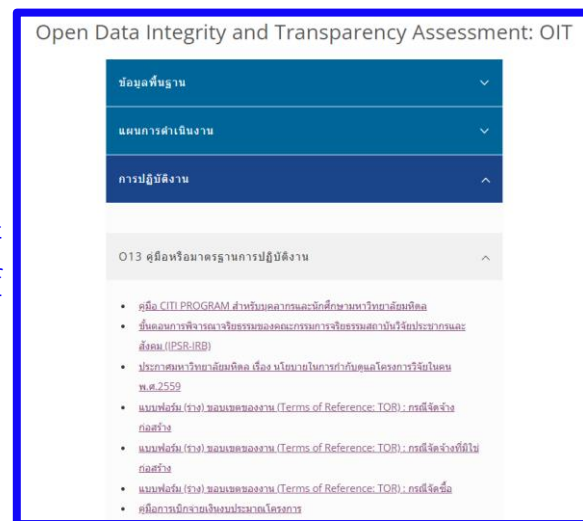 Open Data Integrity and Transparency Assessment: OIT
ข้อมูลพื้นฐาน
แผนการดำเนินงาน
การปฏิบัติงาน
O13 คู่มือหรือมาตรฐานการปฏิบัติงาน
• คู่มือ CITI PROGRAM สำหรับบุคลากรและนักศึกษามหาวิทยาลัยมหิดล
• ขั้นตอนการพิจารณาจริยธรรมของคณะกรรมการจริยธรรมสถาบันวิจัยประชากรและ
สังคม (IPSR-IRB)
• ประกาศมหาวิทยาลัยมหิดล เรื่อง นโยบายในการกำกับดูแลโครงการวิจัยในคน
พ.ศ.2559
• แบบฟอร์ม (ร่าง) ขอบเขตของงาน (Terms of Reference: TOR) : กรณีจัดจ้าง
ก่อสร้าง
• แบบฟอร์ม (ร่าง) ขอบเขตของงาน (Terms of Reference: TOR) : กรณีจัดจ้างที่มิใช่
ก่อสร้าง
• แบบฟอร์ม (ร่าง) ขอบเขตของงาน (Terms of Reference: TOR) : กรณีจัดซื้อ
• คู่มือการเบิกจ่ายเงินงบประมาณโครงการ